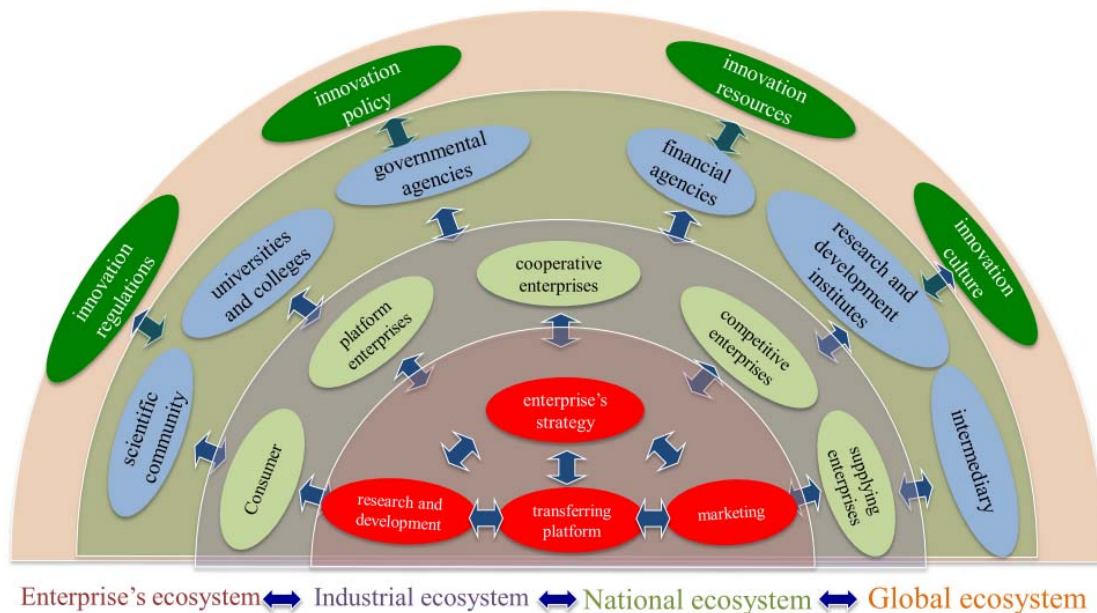 innovation
policy
innovation
resources
governmental
agencies
financial
agencies
innovation
regulations
universities
and colleges
research and
development
institutes
innovation
culture
cooperative
enterprises
platform
enterprises
competitive
enterprises
scientific
community
Consumer
enterprise's
strategy
supplying
enterprises
intermediary
research and
development
transferring
platform
marketing
Enterprise's ecosystem Industrial ecosystem National ecosystem Global ecosystem